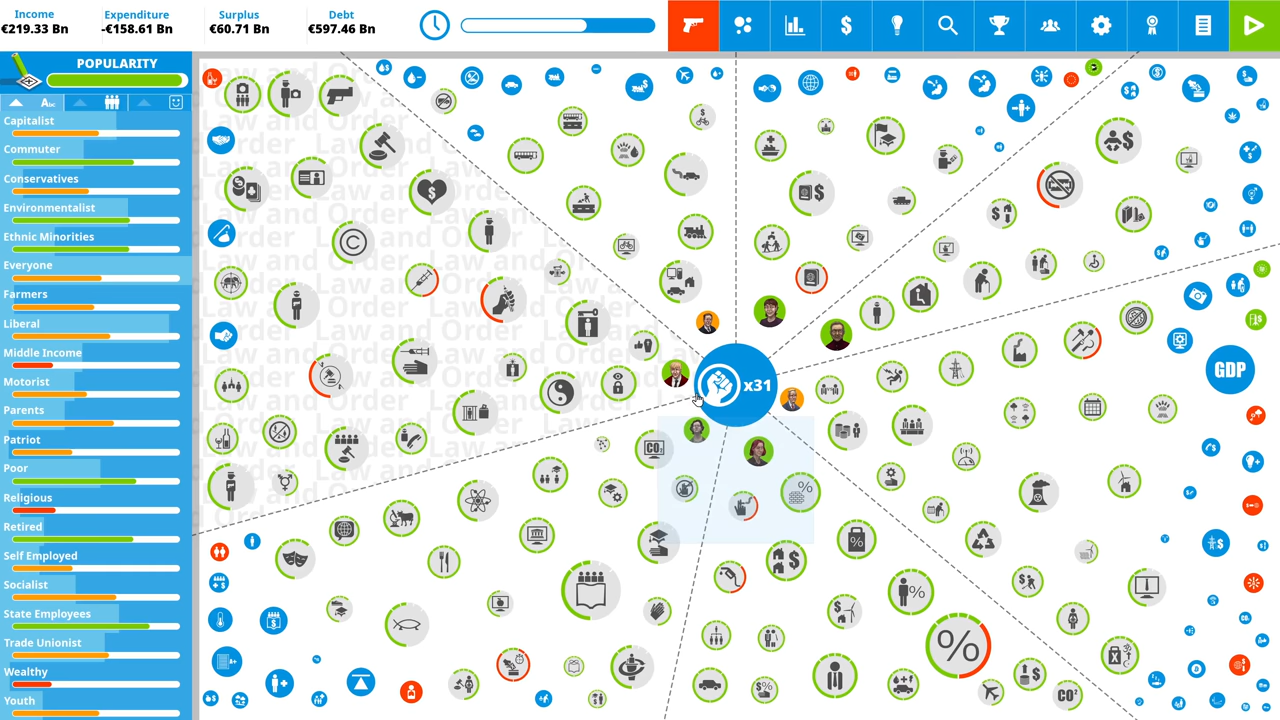 Income
€219.33 Bn
Expenditure
-€158.61 Bn
Surplus
€60.71 Bn
Debt
€597.46 Bn
POPULARITY
Abc
Capitalist
Commuter
Conservatives
Environmentalist
Ethnic Minorities
Everyone
Farmers
Liberal
Middle Income
Motorist
Parents
Patriot
Poor
Religious
Retired
Self Employed
Socialist
State Employees
Trade Unionist
Wealthy
Youth
Law and Order
x31
GDP
CO²